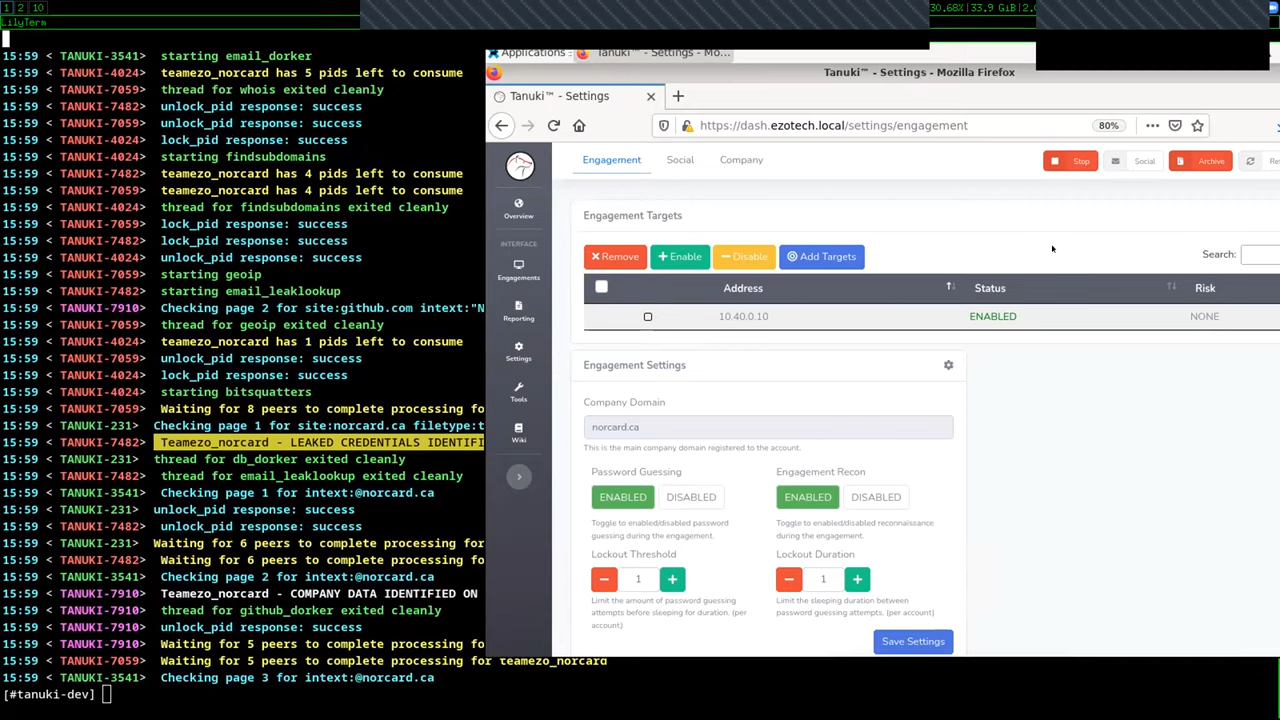 1 2 10
30.68%|33.9 GiB|2.
LilyTerm
15:59 < TANUKI-3541> starting email_dorker
15:59 < TANUKI-4024> teamezo_norcard has 5 pids left to consume
15:59 < TANUKI-7059> thread for whois exited cleanly
15:59 < TANUKI-7482> unlock_pid response: success
15:59 < TANUKI-7059> unlock_pid response: success
15:59 < TANUKI-4024> lock_pid response: success
15:59 < TANUKI-4024> starting findsubdomains
15:59 < TANUKI-7482> teamezo_norcard has 4 pids left to consume
15:59 < TANUKI-7059> teamezo_norcard has 4 pids left to consume
15:59 < TANUKI-4024> thread for findsubdomains exited cleanly
15:59 < TANUKI-7059> lock_pid response: success
15:59 < TANUKI-7482> lock_pid response: success
15:59 < TANUKI-4024> unlock_pid response: success
15:59 < TANUKI-7059> starting geoip
15:59 < TANUKI-7482> starting email_leaklookup
15:59 < TANUKI-7910> Checking page 2 for site:github.com intext:"N
15:59 < TANUKI-7059> thread for geoip exited cleanly
15:59 < TANUKI-4024> teamezo_norcard has 1 pids left to consume
15:59 < TANUKI-7059> unlock_pid response: success
15:59 < TANUKI-4024> lock_pid response: success
15:59 < TANUKI-4024> starting bitsquatters
15:59 < TANUKI-7059> Waiting for 8 peers to complete processing fo
15:59 < TANUKI-231> Checking page 1 for site:norcard.ca filetype:t
15:59 < TANUKI-7482> Teamezo_norcard - LEAKED CREDENTIALS IDENTIFI
15:59 < TANUKI-231> thread for db_dorker exited cleanly
15:59 < TANUKI-7482> thread for email_leaklookup exited cleanly
15:59 < TANUKI-3541> Checking page 1 for intext:@norcard.ca
15:59 < TANUKI-231> unlock_pid response: success
15:59 < TANUKI-7482> unlock_pid response: success
15:59 < TANUKI-231> Waiting for 6 peers to complete processing for
15:59 < TANUKI-7482> Waiting for 6 peers to complete processing fo
15:59 < TANUKI-3541> Checking page 2 for intext:@norcard.ca
15:59 < TANUKI-7910> Teamezo_norcard - COMPANY DATA IDENTIFIED ON
15:59 < TANUKI-7910> thread for github_dorker exited cleanly
15:59 < TANUKI-7910> unlock_pid response: success
15:59 < TANUKI-7910> Waiting for 5 peers to complete processing fo
15:59 < TANUKI-7059> Waiting for 5 peers to complete processing for teamezo_norcard
15:59 < TANUKI-3541> Checking page 3 for intext:@norcard.ca
[#tanuki-dev]
Applications Tanuki™ - Settings - Mo...
Tanuki™ - Settings - Mozilla Firefox
Tanuki™ - Settings
https://dash.ezotech.local/settings/engagement 80%
Engagement Social Company Stop Social Archive
Overview
INTERFACE
Engagements
Reporting
Settings
Tools
Wiki
Engagement Targets
Remove Enable Disable Add Targets Search:
Address Status Risk
10.40.0.10 ENABLED NONE
Engagement Settings
Company Domain
norcard.ca
This is the main company domain registered to the account.
Password Guessing Engagement Recon
ENABLED DISABLED ENABLED DISABLED
Toggle to enabled/disabled password
guessing during the engagement.
Toggle to enabled/disabled reconnaissance
during the engagement.
Lockout Threshold Lockout Duration
1 1
Limit the amount of password guessing
attempts before sleeping for duration. (per
account)
Limit the sleeping duration between
password guessing attempts. (per account)
Save Settings